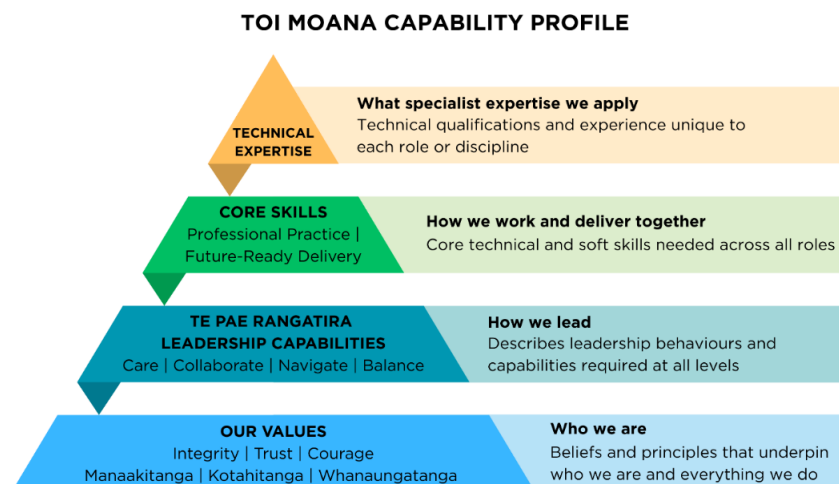 TOI MOANA CAPABILITY PROFILE
TECHNICAL
EXPERTISE
What specialist expertise we apply
Technical qualifications and experience unique to
each role or discipline
CORE SKILLS
Professional Practice |
Future-Ready Delivery
How we work and deliver together
Core technical and soft skills needed across all roles
TE PAE RANGATIRA
LEADERSHIP CAPABILITIES
Care | Collaborate | Navigate | Balance
How we lead
Describes leadership behaviours and
capabilities required at all levels
OUR VALUES
Integrity | Trust | Courage
Manaakitanga | Kotahitanga | Whanaungatanga
Who we are
Beliefs and principles that underpin
who we are and everything we do